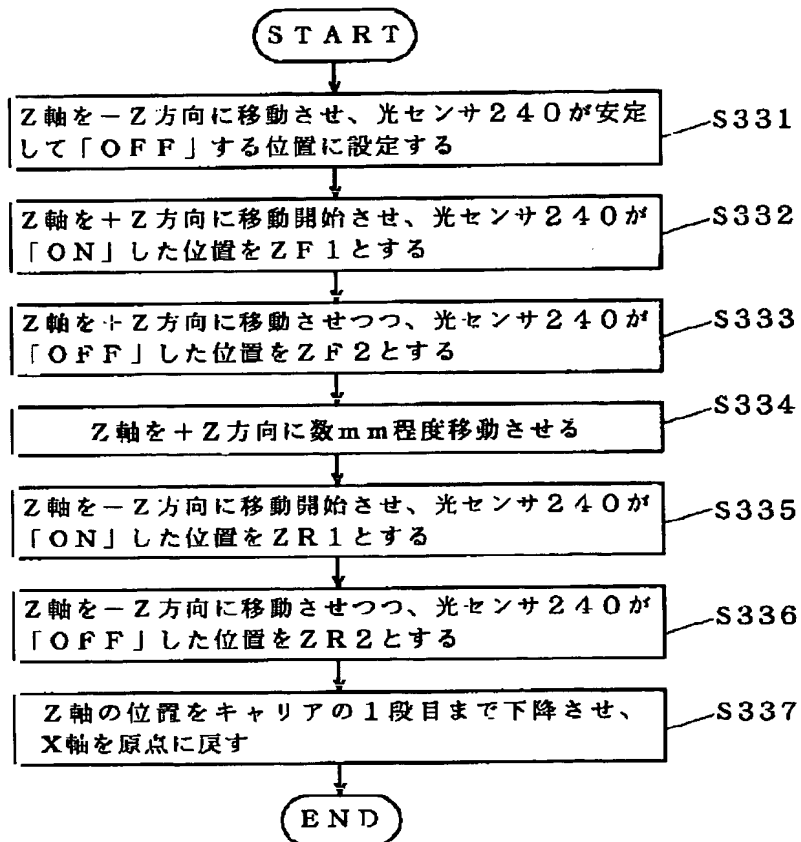 START
Z軸を－Z方向に移動させ、光センサ240が安定
して「OFF」する位置に設定する
S331
Z軸を＋Z方向に移動開始させ、光センサ240が
「ON」した位置をZF1とする
S332
Z軸を＋Z方向に移動させつつ、光センサ240が
「OFF」した位置をZF2とする
S333
Z軸を＋Z方向に数mm程度移動させる
S334
Z軸を－Z方向に移動開始させ、光センサ240が
「ON」した位置をZR1とする
S335
Z軸を－Z方向に移動させつつ、光センサ240が
「OFF」した位置をZR2とする
S336
Z軸の位置をキャリアの1段目まで下降させ、
X軸を原点に戻す
S337
END